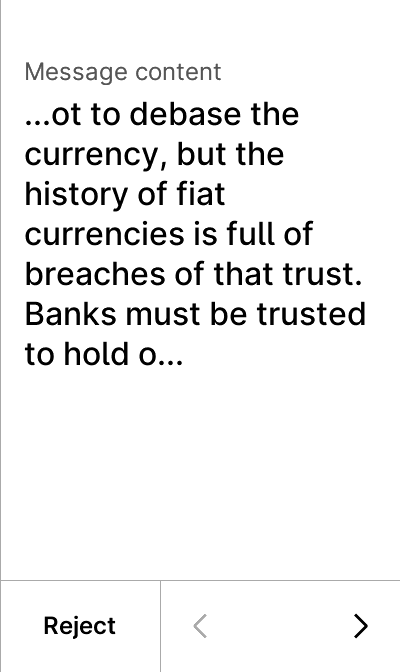 Message content
...ot to debase the
currency, but the
history of fiat
currencies is full of
breaches of that trust.
Banks must be trusted
to hold o...
Reject